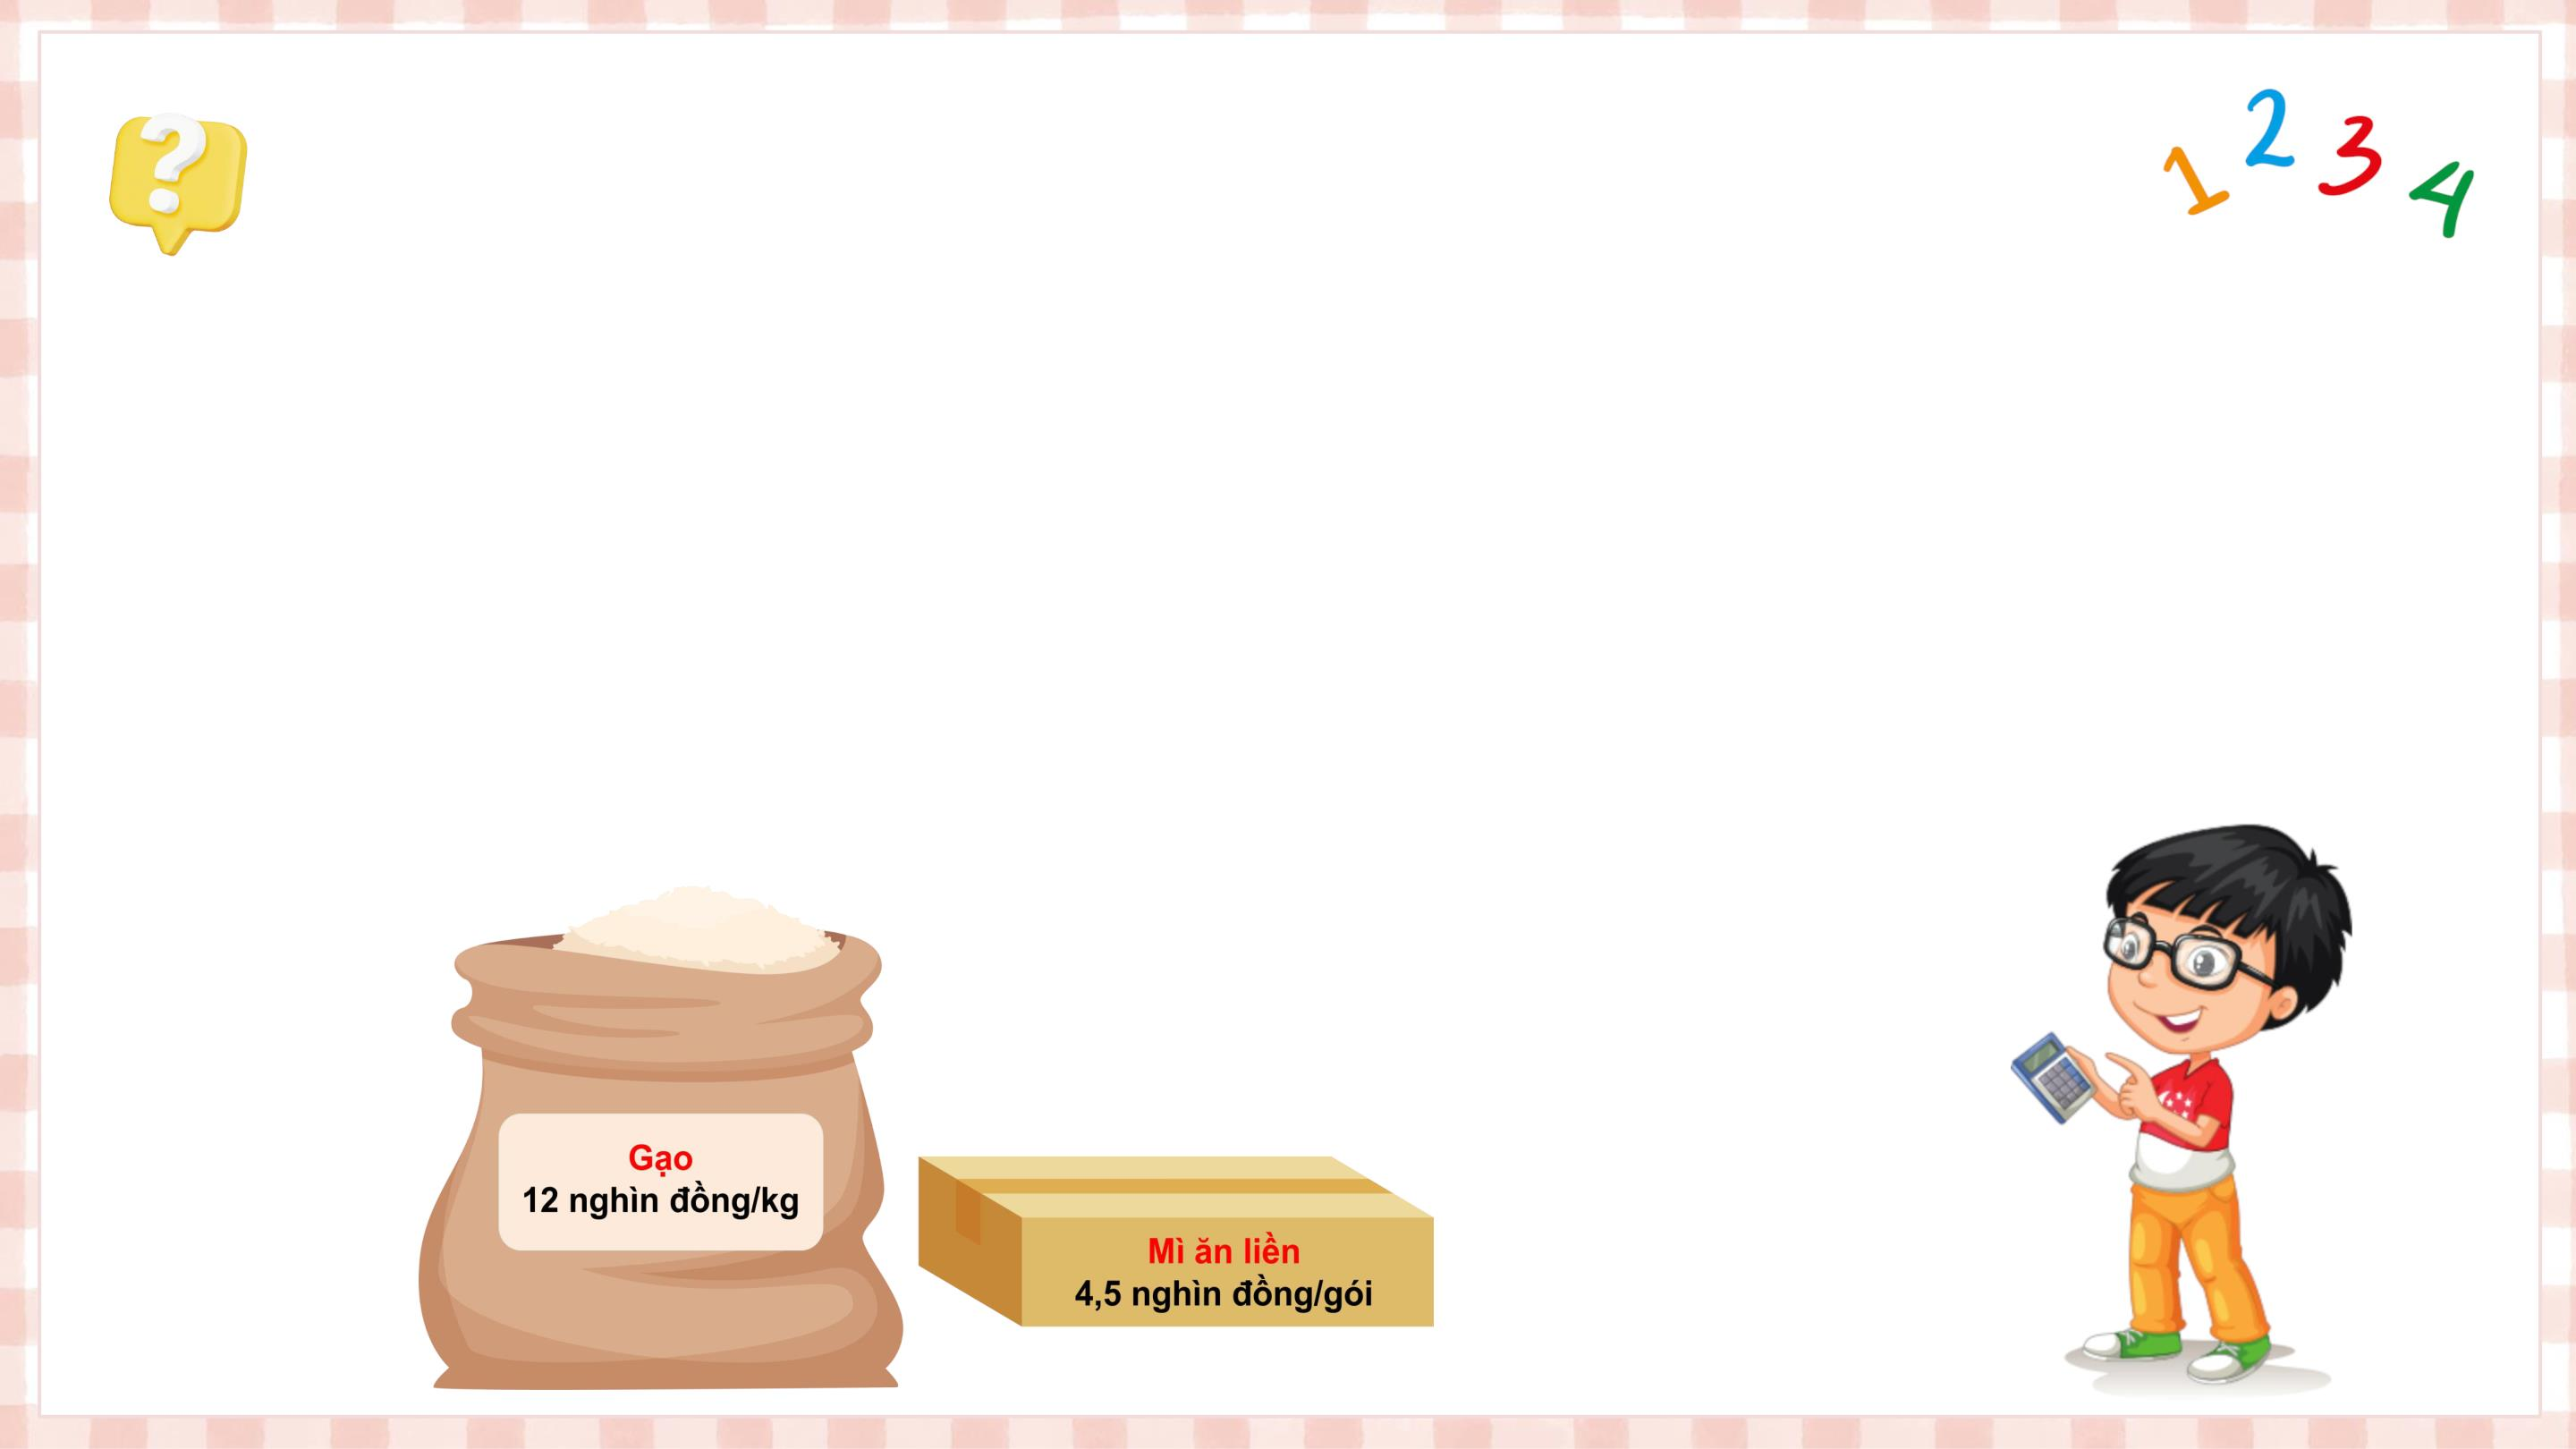 ?
1 2 3 4
Gạo
12 nghìn đồng/kg
Mì ăn liền
4,5 nghìn đồng/gói